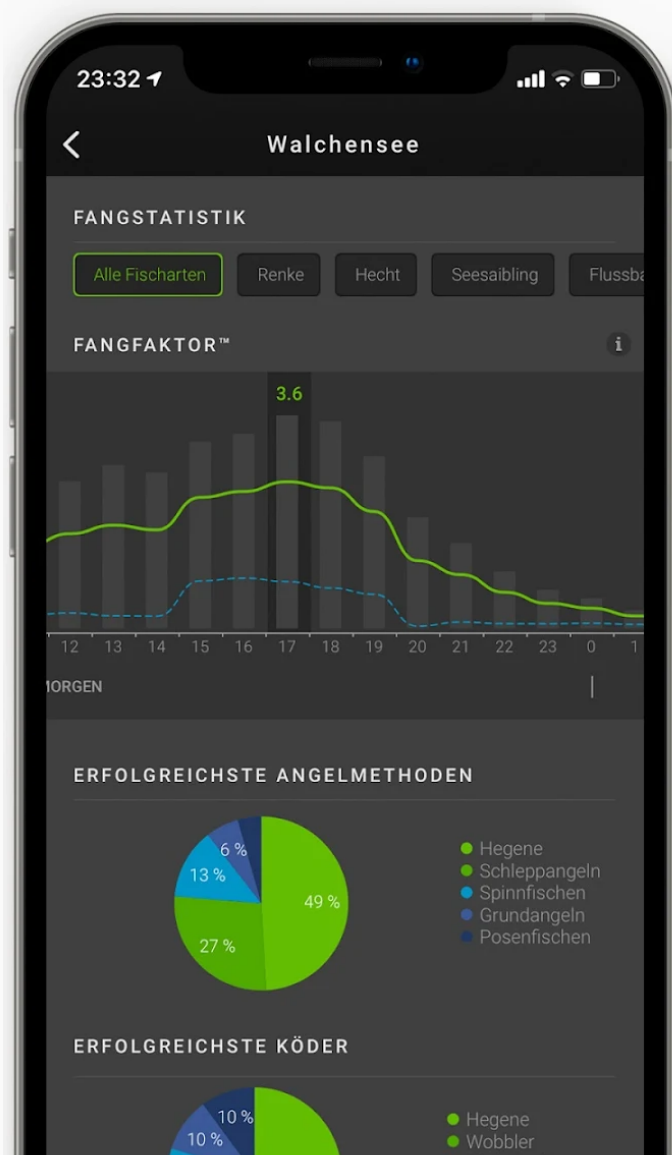 23:32
Walchensee
FANGSTATISTIK
Alle Fischarten Renke Hecht Seesaibling Flussba
FANGFAKTOR™ i
3.6
12 13 14 15 16 17 18 19 20 21 22 23 0 1
MORGEN
ERFOLGREICHSTE ANGELMETHODEN
6 %
13 %
49 %
27 %
Hegene
Schleppangeln
Spinnfischen
Grundangeln
Posenfischen
ERFOLGREICHSTE KÖDER
10 %
10 %
Hegene
Wobbler